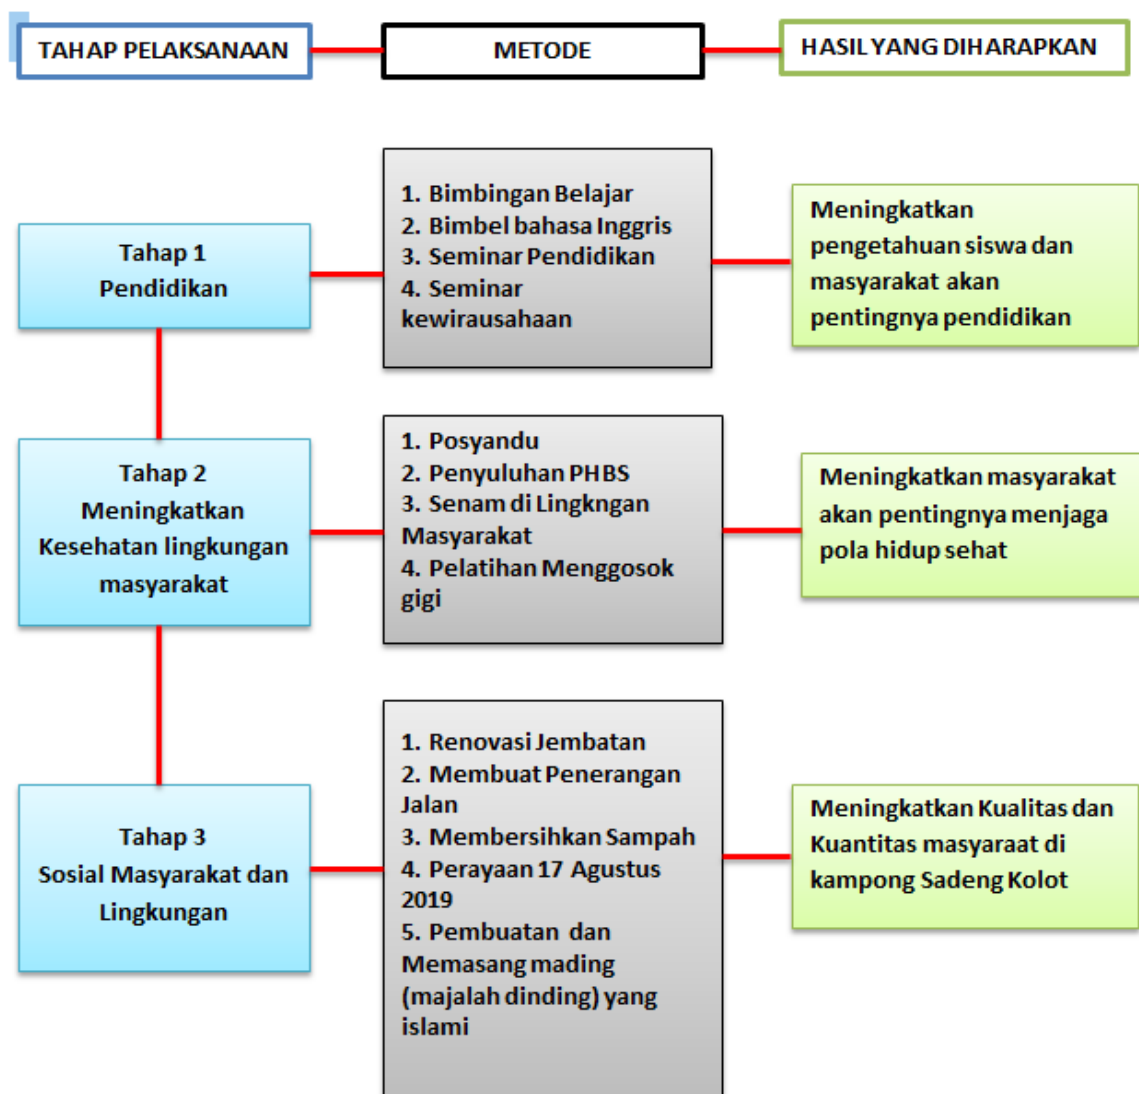 TAHAP PELAKSANAAN
METODE
HASIL YANG DIHARAPKAN
Tahap 1
Pendidikan
1. Bimbingan Belajar
2. Bimbel bahasa Inggris
3. Seminar Pendidikan
4. Seminar
kewirausahaan
Meningkatkan
pengetahuan siswa dan
masyarakat akan
pentingnya pendidikan
Tahap 2
Meningkatkan
Kesehatan lingkungan
masyarakat
1. Posyandu
2. Penyuluhan PHBS
3. Senam di Lingkngan
Masyarakat
4. Pelatihan Menggosok
gigi
Meningkatkan masyarakat
akan pentingnya menjaga
pola hidup sehat
Tahap 3
Sosial Masyarakat dan
Lingkungan
1. Renovasi Jembatan
2. Membuat Penerangan
Jalan
3. Membersihkan Sampah
4. Perayaan 17 Agustus
2019
5. Pembuatan dan
Memasang mading
(majalah dinding) yang
islami
Meningkatkan Kualitas dan
Kuantitas masyaraat di
kampong Sadeng Kolot